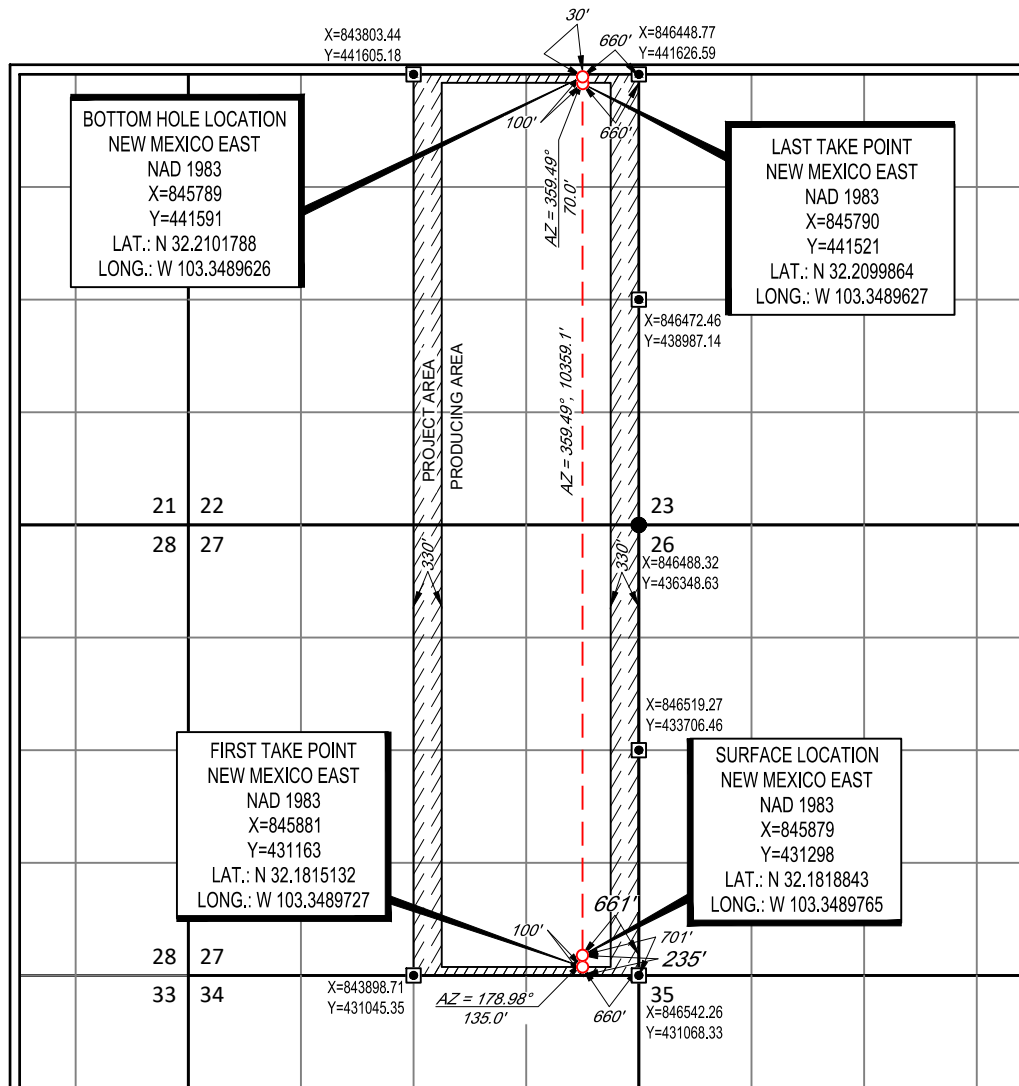 30'
X=843803.44
Y=441605.18
660'
X=846448.77
Y=441626.59
BOTTOM HOLE LOCATION
NEW MEXICO EAST
NAD 1983
X=845789
Y=441591
LAT.: N 32.2101788
LONG.: W 103.3489626
100'
660'
AZ = 359.49°
70.0'
LAST TAKE POINT
NEW MEXICO EAST
NAD 1983
X=845790
Y=441521
LAT.: N 32.2099864
LONG.: W 103.3489627
X=846472.46
Y=438987.14
PROJECT AREA
PRODUCING AREA
AZ = 359.49°, 10359.1'
21 22
23
28 27
26
330'
330'
X=846488.32
Y=436348.63
X=846519.27
Y=433706.46
FIRST TAKE POINT
NEW MEXICO EAST
NAD 1983
X=845881
Y=431163
LAT.: N 32.1815132
LONG.: W 103.3489727
SURFACE LOCATION
NEW MEXICO EAST
NAD 1983
X=845879
Y=431298
LAT.: N 32.1818843
LONG.: W 103.3489765
661'
100'
701'
235'
28 27
33 34
35
X=843898.71
Y=431045.35
AZ = 178.98°
135.0'
660'
X=846542.26
Y=431068.33